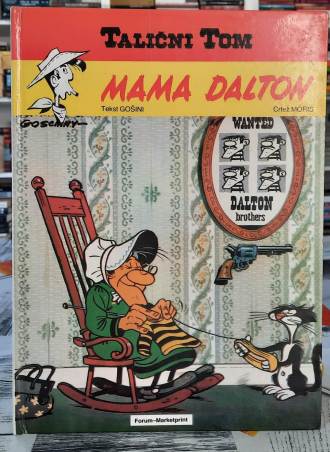 TALIČNI TOM
MAMA DALTON
Tekst GOŠINI
Crtež MORIS
GOSCINNY
WANTED
DALTON
brothers
Forum-Marketprint